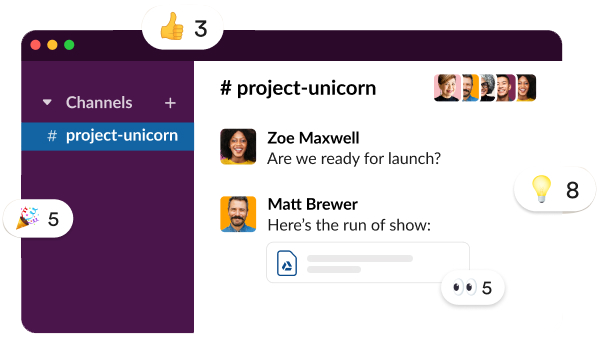 👍 3
Channels +
# project-unicorn
# project-unicorn
Zoe Maxwell
Are we ready for launch?
Matt Brewer
Here’s the run of show:
💡 8
🎉 5
👀 5